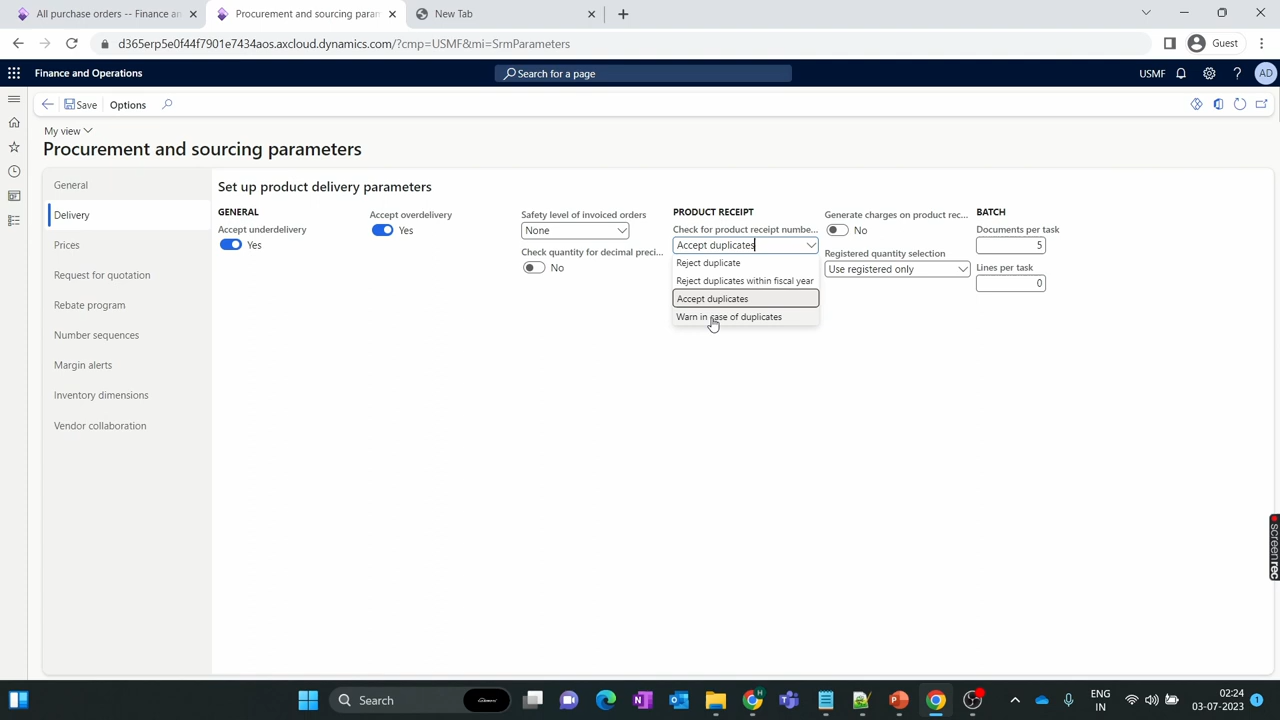 All purchase orders -- Finance an
Procurement and sourcing param
New Tab
d365erp5e0f44f7901e7434aos.axcloud.dynamics.com/?cmp=USMF&mi=SrmParameters
Guest
Finance and Operations
Search for a page
USMF
AD
Save
Options
My view
Procurement and sourcing parameters
General
Delivery
Prices
Request for quotation
Rebate program
Number sequences
Margin alerts
Inventory dimensions
Vendor collaboration
Set up product delivery parameters
GENERAL
Accept underdelivery
Yes
Accept overdelivery
Yes
Safety level of invoiced orders
None
Check quantity for decimal preci...
No
PRODUCT RECEIPT
Check for product receipt numbe...
Accept duplicates
Reject duplicate
Reject duplicates within fiscal year
Accept duplicates
Warn in case of duplicates
Generate charges on product rec...
No
Registered quantity selection
Use registered only
BATCH
Documents per task
5
Lines per task
0
screenrec
Search
ENG
IN
02:24
03-07-2023